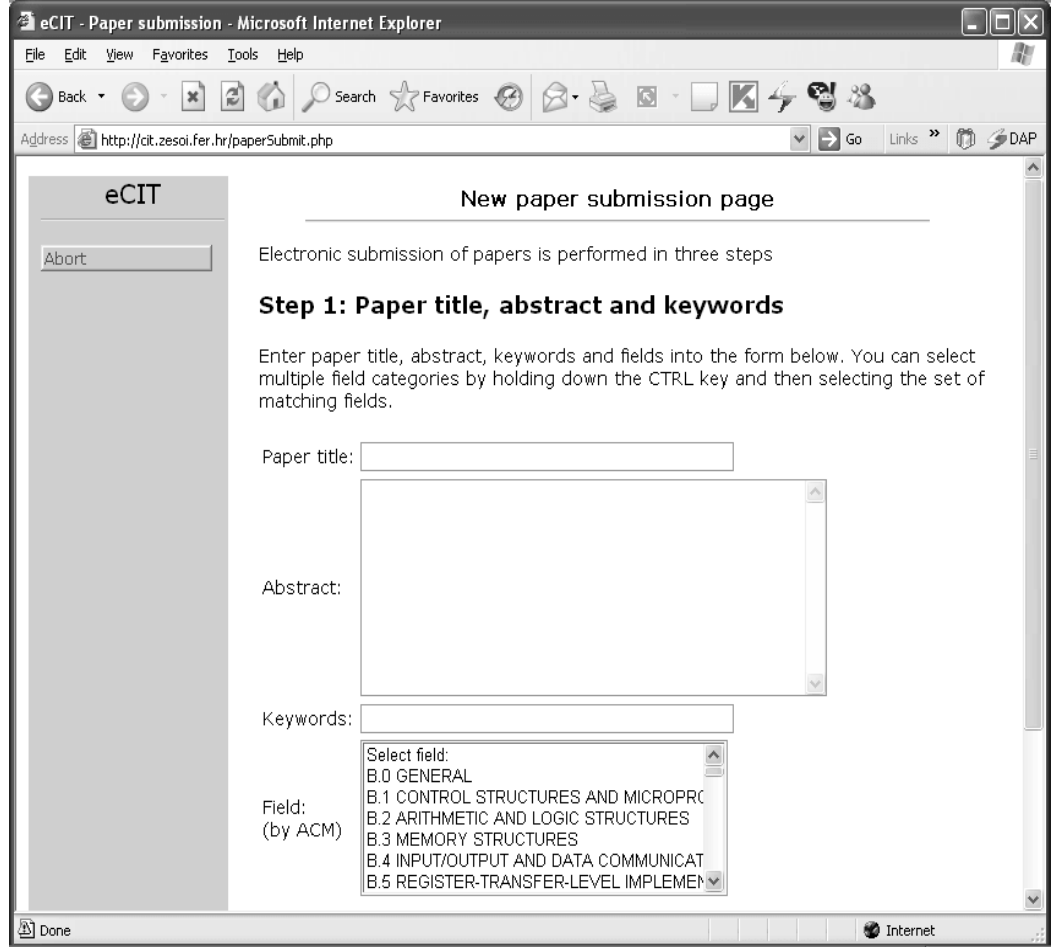 eCIT - Paper submission - Microsoft Internet Explorer
File Edit View Favorites Tools Help
Back Search Favorites
Address http://cit.zesoi.fer.hr/paperSubmit.php Go Links » DAP
eCIT
Abort
New paper submission page
Electronic submission of papers is performed in three steps
Step 1: Paper title, abstract and keywords
Enter paper title, abstract, keywords and fields into the form below. You can select
multiple field categories by holding down the CTRL key and then selecting the set of
matching fields.
Paper title:
Abstract:
Keywords:
Field:
(by ACM)
Select field:
B.0 GENERAL
B.1 CONTROL STRUCTURES AND MICROPRO
B.2 ARITHMETIC AND LOGIC STRUCTURES
B.3 MEMORY STRUCTURES
B.4 INPUT/OUTPUT AND DATA COMMUNICAT
B.5 REGISTER-TRANSFER-LEVEL IMPLEMEN
Done Internet